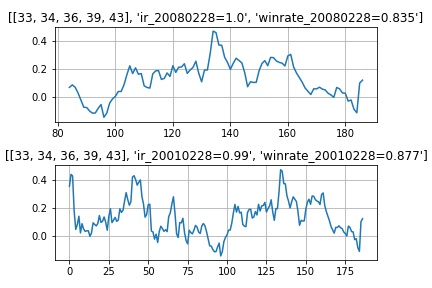 [[33, 34, 36, 39, 43], 'ir_20080228=1.0', 'winrate_20080228=0.835']
0.4
0.2
0.0
80 100 120 140 160 180
[[33, 34, 36, 39, 43], 'ir_20010228=0.99', 'winrate_20010228=0.877']
0.4
0.2
0.0
0 25 50 75 100 125 150 175